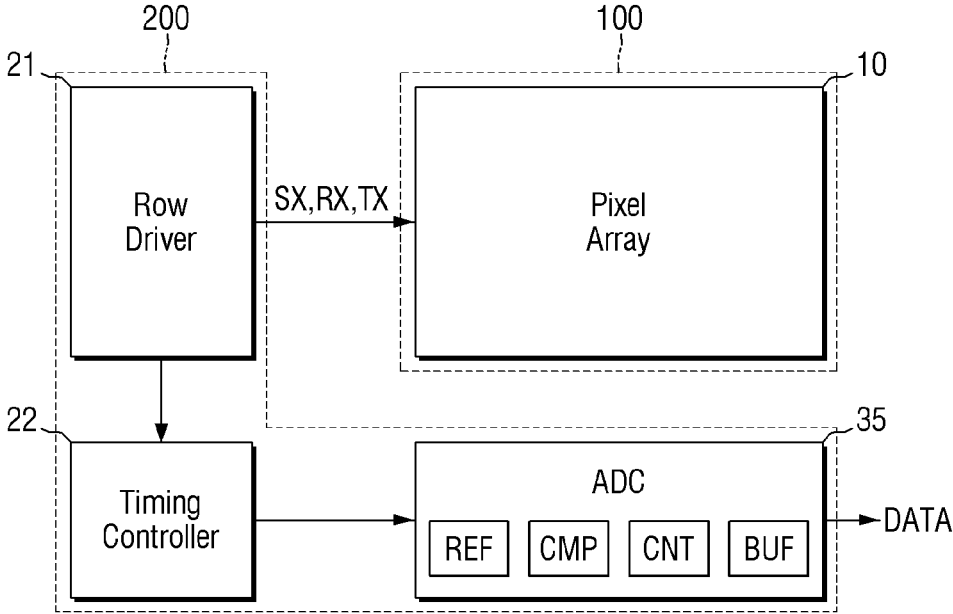 200
100
21
10
Row
Driver
SX,RX,TX
Pixel
Array
22
35
Timing
Controller
ADC
REF
CMP
CNT
BUF
DATA